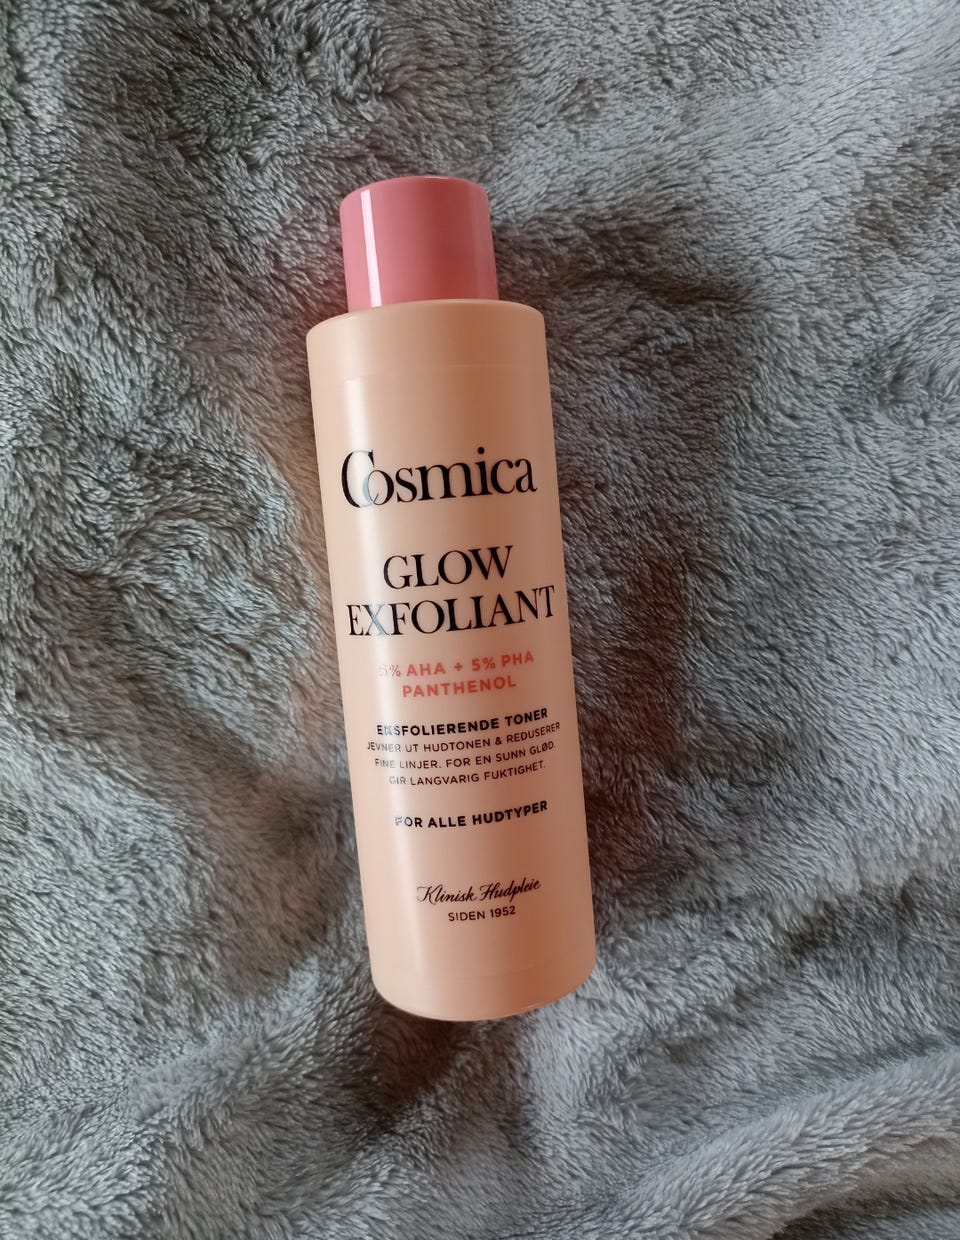 Cosmica
GLOW
EXFOLIANT
5% AHA + 5% PHA
PANTHENOL
EKSFOLIERENDE TONER
JEVNER UT HUDTONEN & REDUSERER
FINE LINJER. FOR EN SUNN GLØD.
GIR LANGVARIG FUKTIGHET.
FOR ALLE HUDTYPER
Klinisk Hudpleie
SIDEN 1952